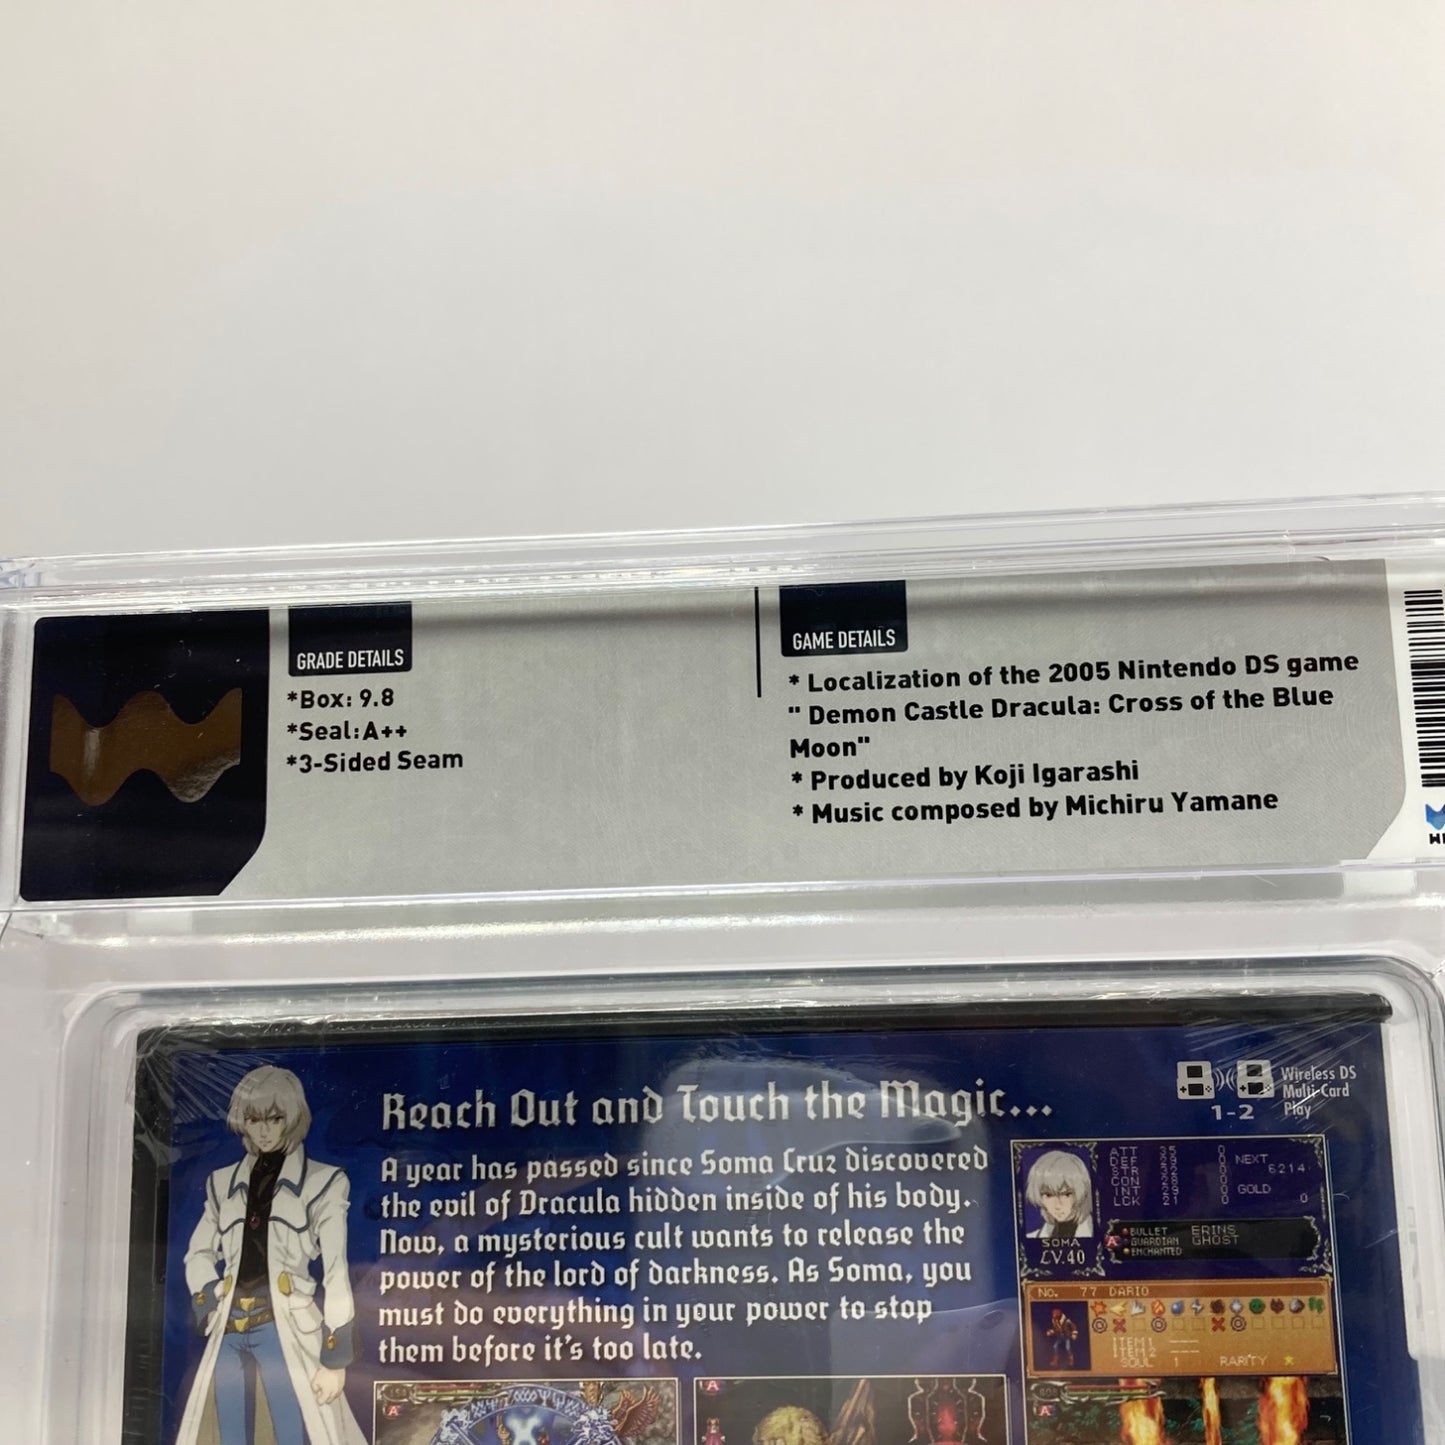 GRADE DETAILS
*Box: 9.8
*Seal:A++
*3-Sided Seam
GAME DETAILS
* Localization of the 2005 Nintendo DS game
" Demon Castle Dracula: Cross of the Blue
Moon"
* Produced by Koji Igarashi
* Music composed by Michiru Yamane
Reach Out and Touch the Magic...
A year has passed since Soma Cruz discovered
the evil of Dracula hidden inside of his body.
Now, a mysterious cult wants to release the
power of the lord of darkness. As Soma, you
must do everything in your power to stop
them before it's too late.
1-2
Wireless DS
Multi-Card
Play
ATT
DEF
STR
CON
INT
LCK 21 0
NEXT
6214
GOLD
0
SOMA
LV.40
A
BULLET ERINS
GUARDIAN GHOST
ENCHANTED
NO. 77 DARIO
ITEM1 ---
ITEM2 ---
SOUL 1 RARITY
A
A
A